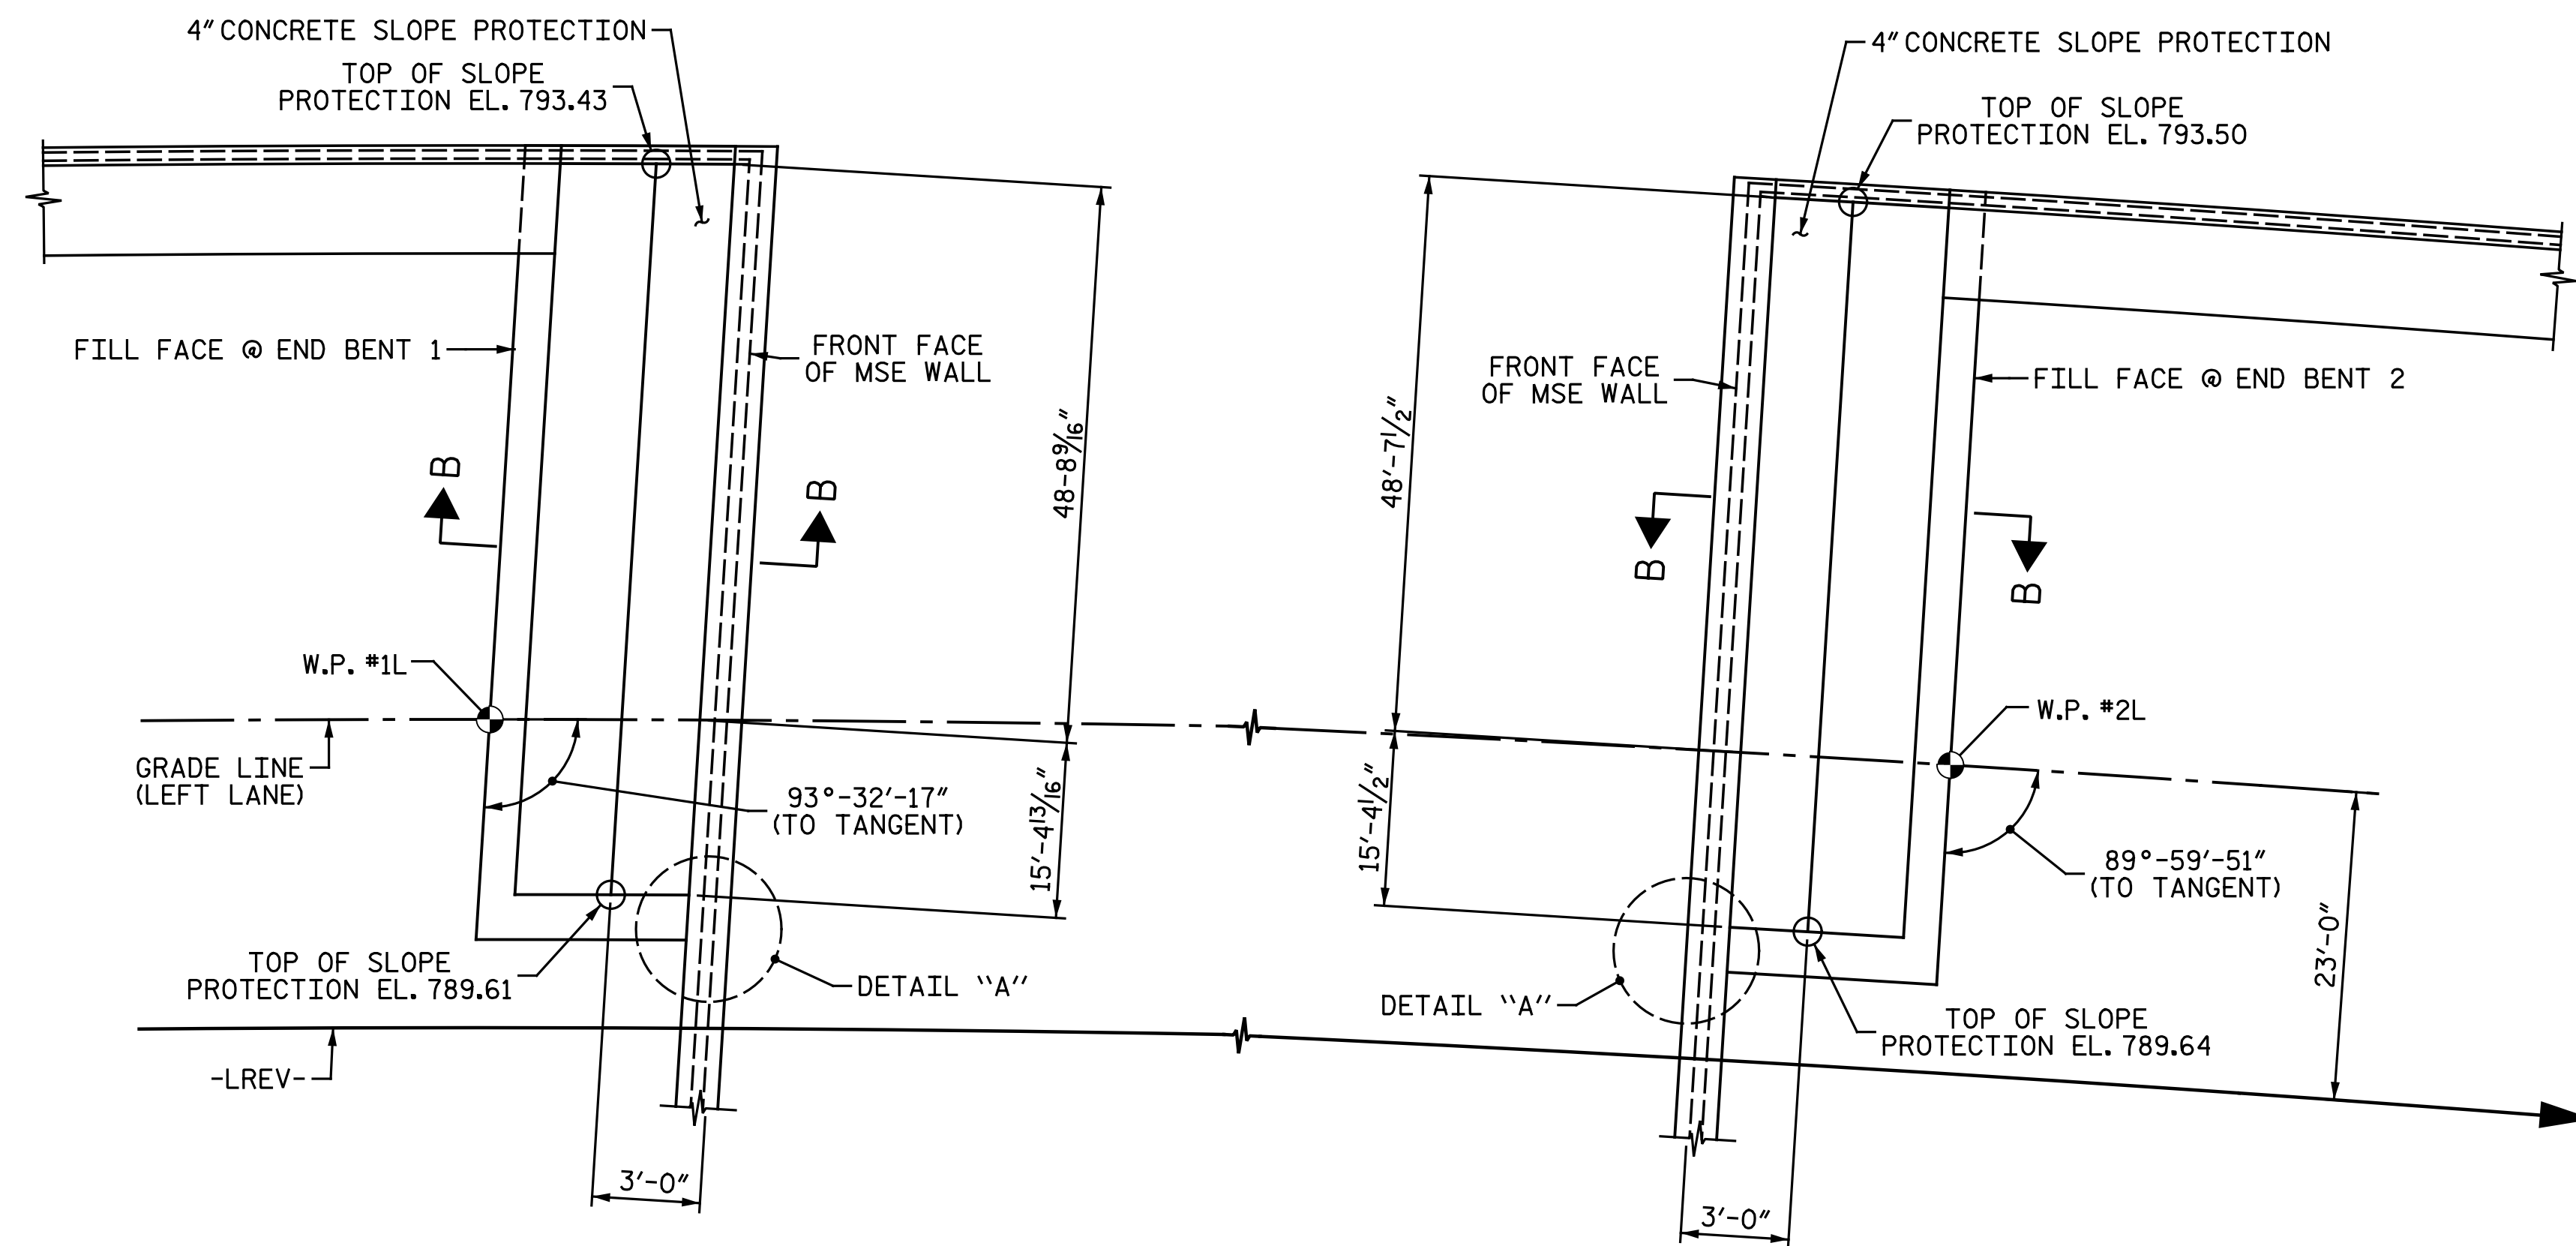 4" CONCRETE SLOPE PROTECTION
TOP OF SLOPE
PROTECTION EL. 793.43
4" CONCRETE SLOPE PROTECTION
TOP OF SLOPE
PROTECTION EL. 793.50
FILL FACE @ END BENT 1
FRONT FACE
OF MSE WALL
48-8 9/16"
48'-7 1/2"
FRONT FACE
OF MSE WALL
FILL FACE @ END BENT 2
B
B
B
B
W.P. #1L
W.P. #2L
GRADE LINE
(LEFT LANE)
93°-32'-17"
(TO TANGENT)
15'-4 13/16"
15'-4 1/2"
89°-59'-51"
(TO TANGENT)
23'-0"
TOP OF SLOPE
PROTECTION EL. 789.61
DETAIL "A"
DETAIL "A"
TOP OF SLOPE
PROTECTION EL. 789.64
-LREV-
3'-0"
3'-0"